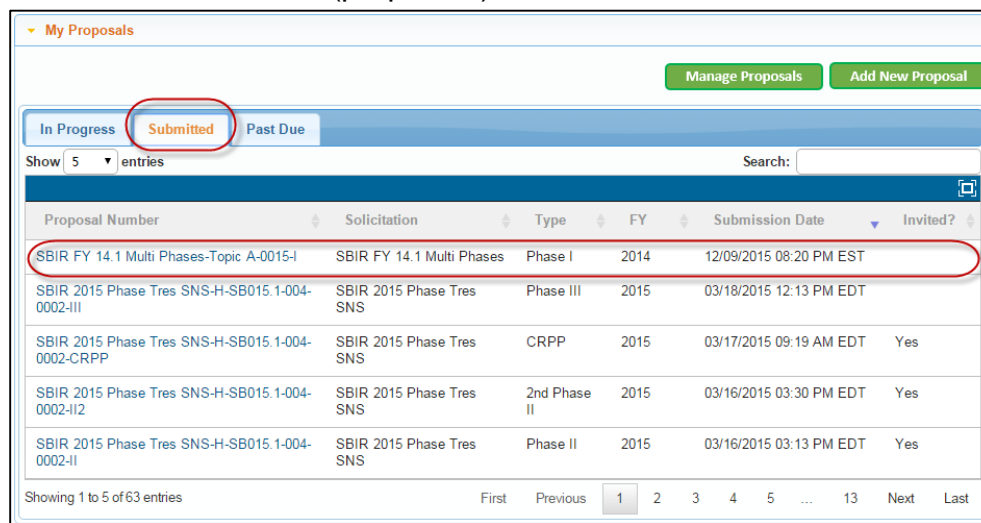 My Proposals
Manage Proposals Add New Proposal
In Progress Submitted Past Due
Show 5 entries Search:
Proposal Number Solicitation Type FY Submission Date Invited?
SBIR FY 14.1 Multi Phases-Topic A-0015-I SBIR FY 14.1 Multi Phases Phase I 2014 12/09/2015 08:20 PM EST
SBIR 2015 Phase Tres SNS-H-SB015.1-004- SBIR 2015 Phase Tres Phase III 2015 03/18/2015 12:13 PM EDT
0002-III SNS
SBIR 2015 Phase Tres SNS-H-SB015.1-004- SBIR 2015 Phase Tres CRPP 2015 03/17/2015 09:19 AM EDT Yes
0002-CRPP SNS
SBIR 2015 Phase Tres SNS-H-SB015.1-004- SBIR 2015 Phase Tres 2nd Phase 2015 03/16/2015 03:30 PM EDT Yes
0002-II2 SNS II
SBIR 2015 Phase Tres SNS-H-SB015.1-004- SBIR 2015 Phase Tres Phase II 2015 03/16/2015 03:13 PM EDT Yes
0002-II SNS
Showing 1 to 5 of 63 entries First Previous 1 2 3 4 5 ... 13 Next Last